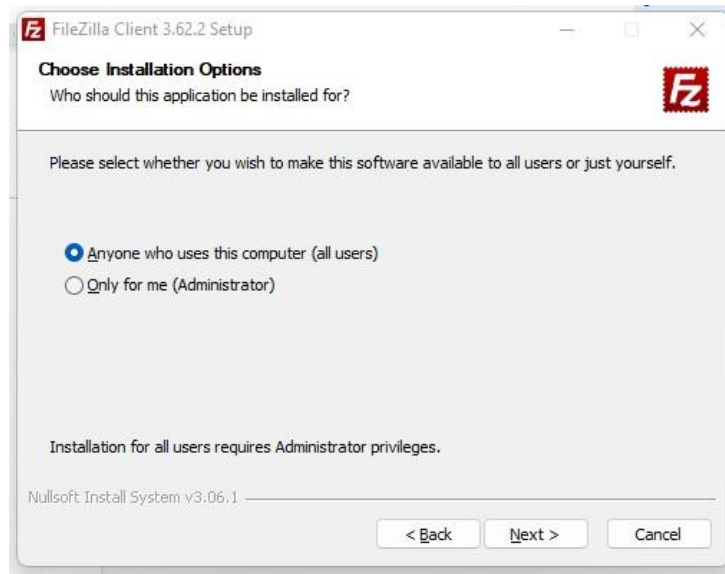 FileZilla Client 3.62.2 Setup
Choose Installation Options
Who should this application be installed for?
Fz
Please select whether you wish to make this software available to all users or just yourself.
Anyone who uses this computer (all users)
Only for me (Administrator)
Installation for all users requires Administrator privileges.
Nullsoft Install System v3.06.1
< Back
Next >
Cancel